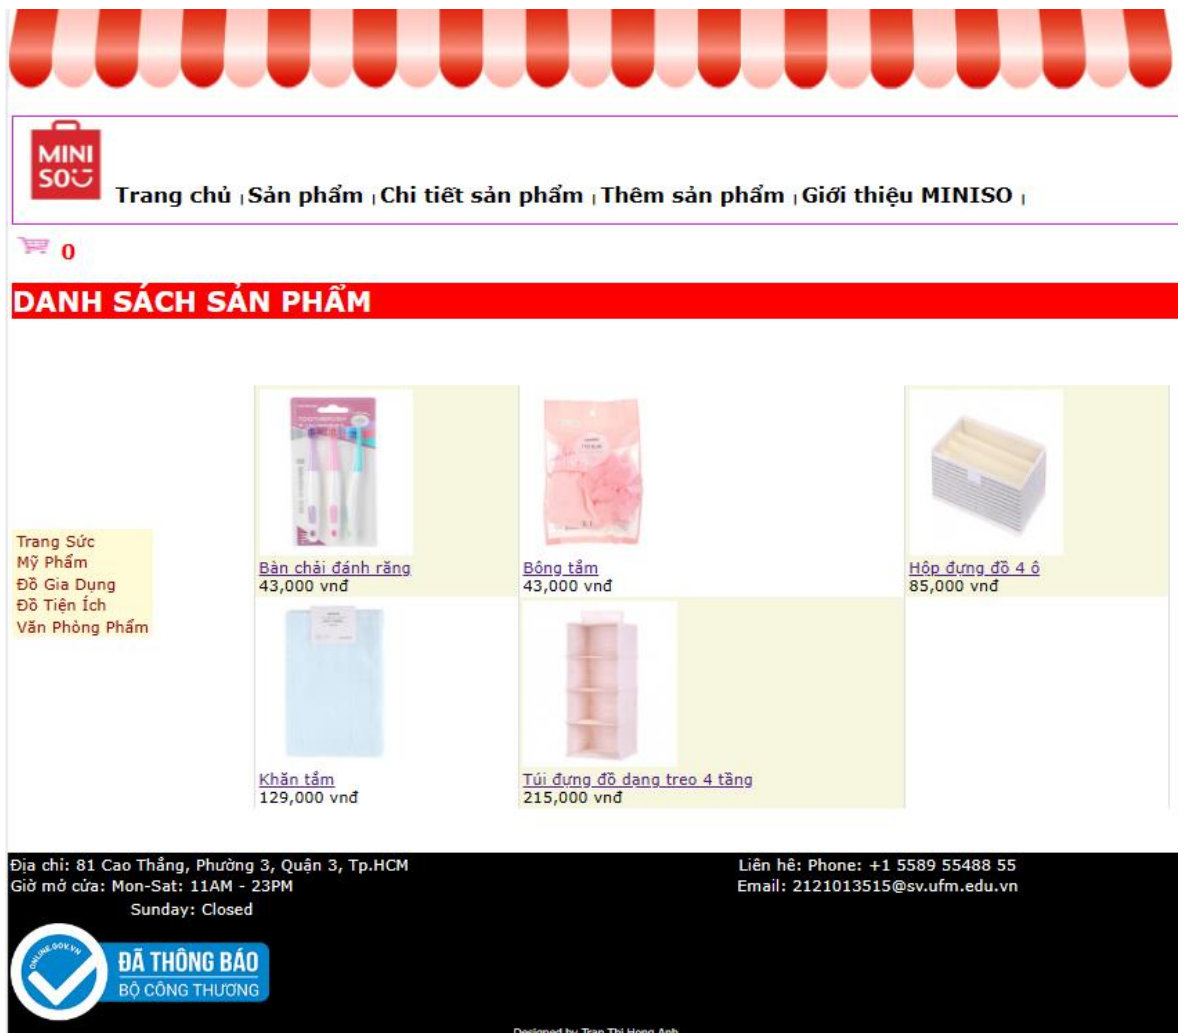 MINI
SO
Trang chủ | Sản phẩm | Chi tiết sản phẩm | Thêm sản phẩm | Giới thiệu MINISO |
0
DANH SÁCH SẢN PHẨM
Trang Sức
Mỹ Phẩm
Đồ Gia Dụng
Đồ Tiện Ích
Văn Phòng Phẩm
Bàn chải đánh răng
43,000 vnđ
Bông tắm
43,000 vnđ
Hộp đựng đồ 4 ô
85,000 vnđ
Khăn tắm
129,000 vnđ
Túi đựng đồ dạng treo 4 tầng
215,000 vnđ
Địa chỉ: 81 Cao Thắng, Phường 3, Quận 3, Tp.HCM
Giờ mở cửa: Mon-Sat: 11AM - 23PM
Sunday: Closed
Liên hê: Phone: +1 5589 55488 55
Email: 2121013515@sv.ufm.edu.vn
ONLINE.GOV.VN
ĐÃ THÔNG BÁO
BỘ CÔNG THƯƠNG
Designed by Tran Thi Hong Anh